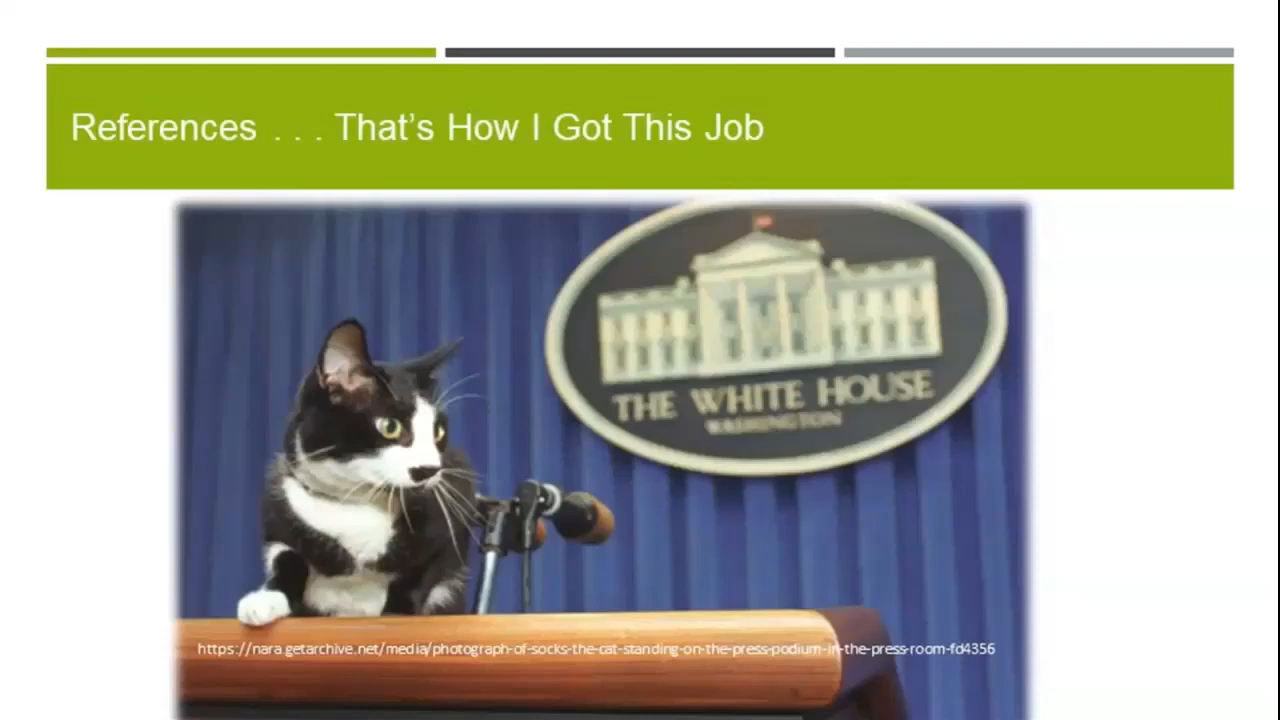 References . . . That’s How I Got This Job
THE WHITE HOUSE
WASHINGTON
https://nara.getarchive.net/media/photograph-of-socks-the-cat-standing-on-the-press-podium-in-the-press-room-fd4356